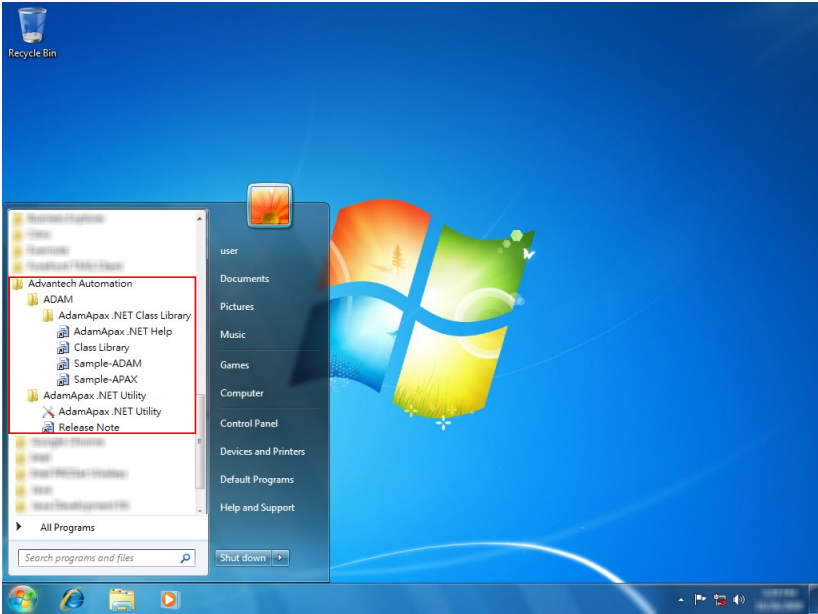 Recycle Bin
Advantech Automation
ADAM
AdamApax .NET Class Library
AdamApax .NET Help
Class Library
Sample-ADAM
Sample-APAX
AdamApax .NET Utility
AdamApax .NET Utility
Release Note
All Programs
Search programs and files
user
Documents
Pictures
Music
Games
Computer
Control Panel
Devices and Printers
Default Programs
Help and Support
Shut down